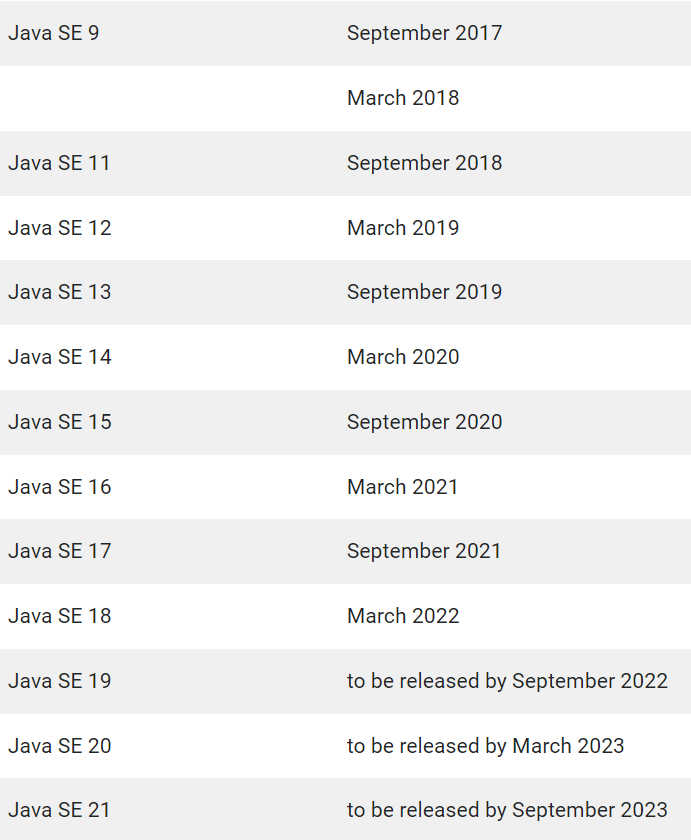 Java SE 9 September 2017
March 2018
Java SE 11 September 2018
Java SE 12 March 2019
Java SE 13 September 2019
Java SE 14 March 2020
Java SE 15 September 2020
Java SE 16 March 2021
Java SE 17 September 2021
Java SE 18 March 2022
Java SE 19 to be released by September 2022
Java SE 20 to be released by March 2023
Java SE 21 to be released by September 2023